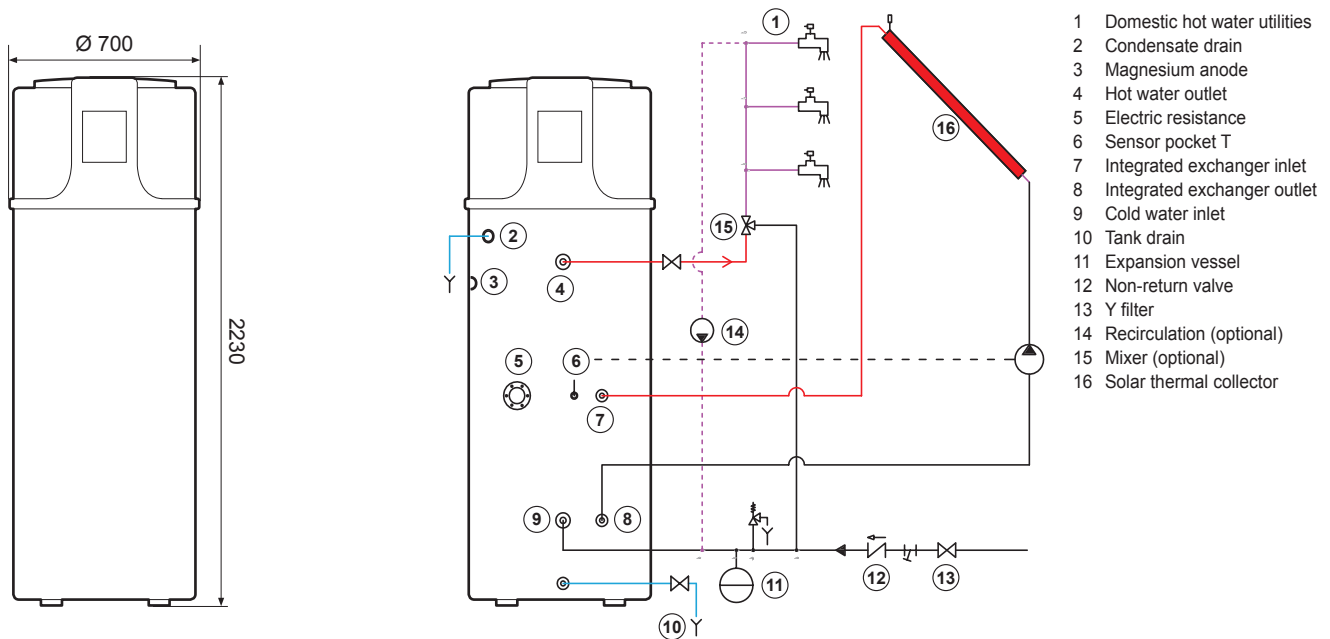 Ø 700
2230
1
2
3
4
5
6
7
8
9
10
11
12
13
14
15
16
1 Domestic hot water utilities
2 Condensate drain
3 Magnesium anode
4 Hot water outlet
5 Electric resistance
6 Sensor pocket T
7 Integrated exchanger inlet
8 Integrated exchanger outlet
9 Cold water inlet
10 Tank drain
11 Expansion vessel
12 Non-return valve
13 Y filter
14 Recirculation (optional)
15 Mixer (optional)
16 Solar thermal collector